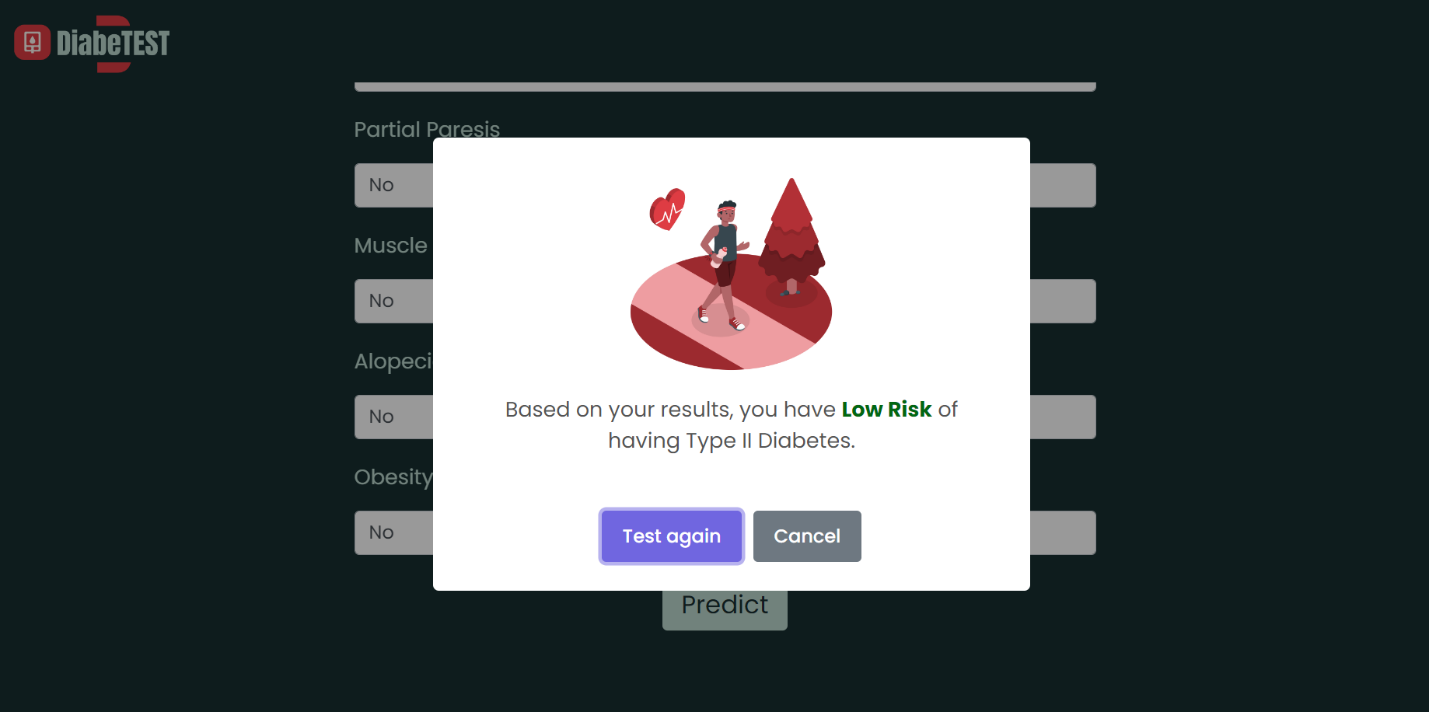 DiabeTEST
Partial Paresis
No
Muscle
No
No
Obesity
No
Based on your results, you have Low Risk of
having Type II Diabetes.
Test again
Cancel
Predict